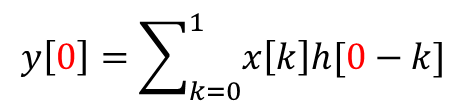 y[0] = ∑_{k=0}^{1} x[k]h[0 − k]